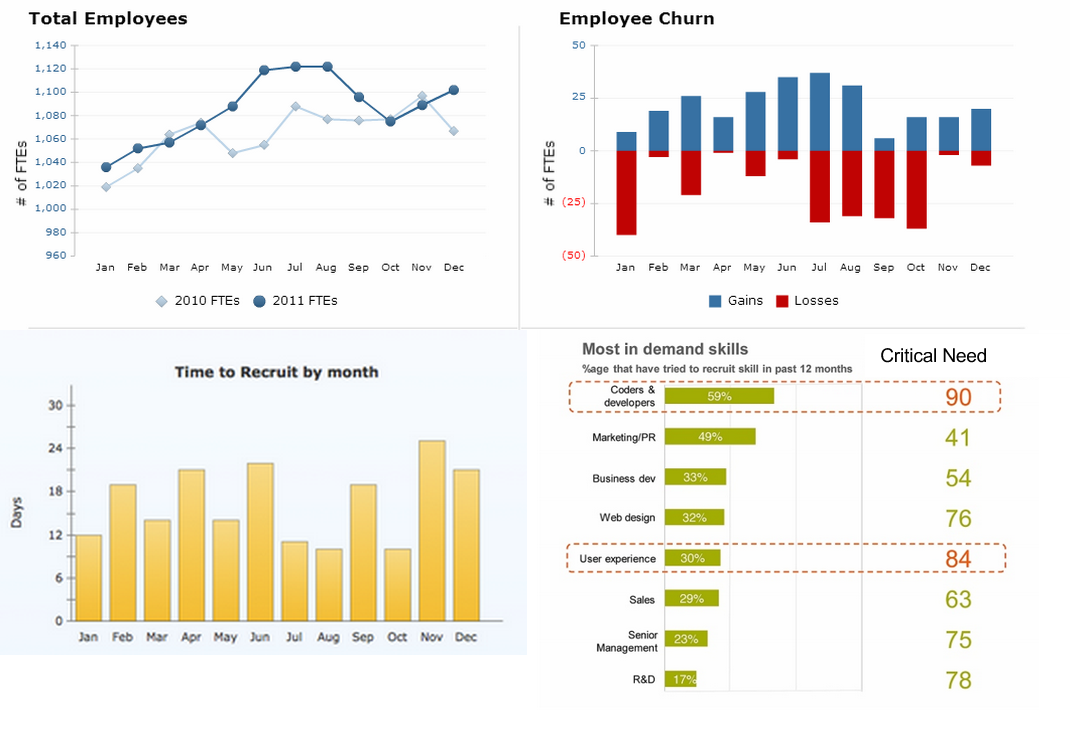 Total Employees
1,140
1,120
1,100
1,080
1,060
1,040
1,020
1,000
980
960
# of FTEs
Jan Feb Mar Apr May Jun Jul Aug Sep Oct Nov Dec
2010 FTEs 2011 FTEs
Employee Churn
50
25
0
(25)
(50)
# of FTEs
Jan Feb Mar Apr May Jun Jul Aug Sep Oct Nov Dec
Gains Losses
Time to Recruit by month
30
24
18
12
6
0
Days
Jan Feb Mar Apr May Jun Jul Aug Sep Oct Nov Dec
Most in demand skills
%age that have tried to recruit skill in past 12 months
Critical Need
Coders &
developers 59% 90
Marketing/PR 49% 41
Business dev 33% 54
Web design 32% 76
User experience 30% 84
Sales 29% 63
Senior
Management 23% 75
R&D 17% 78